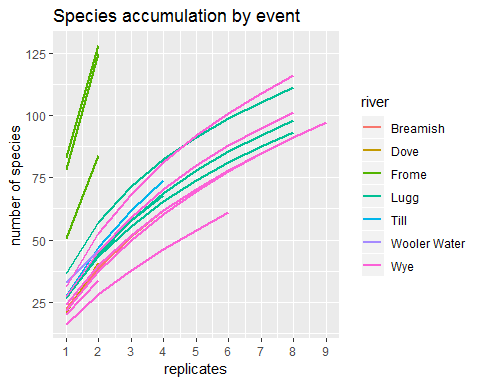 Species accumulation by event
number of species
125
100
75
50
25
1 2 3 4 5 6 7 8 9
replicates
river
Breamish
Dove
Frome
Lugg
Till
Wooler Water
Wye